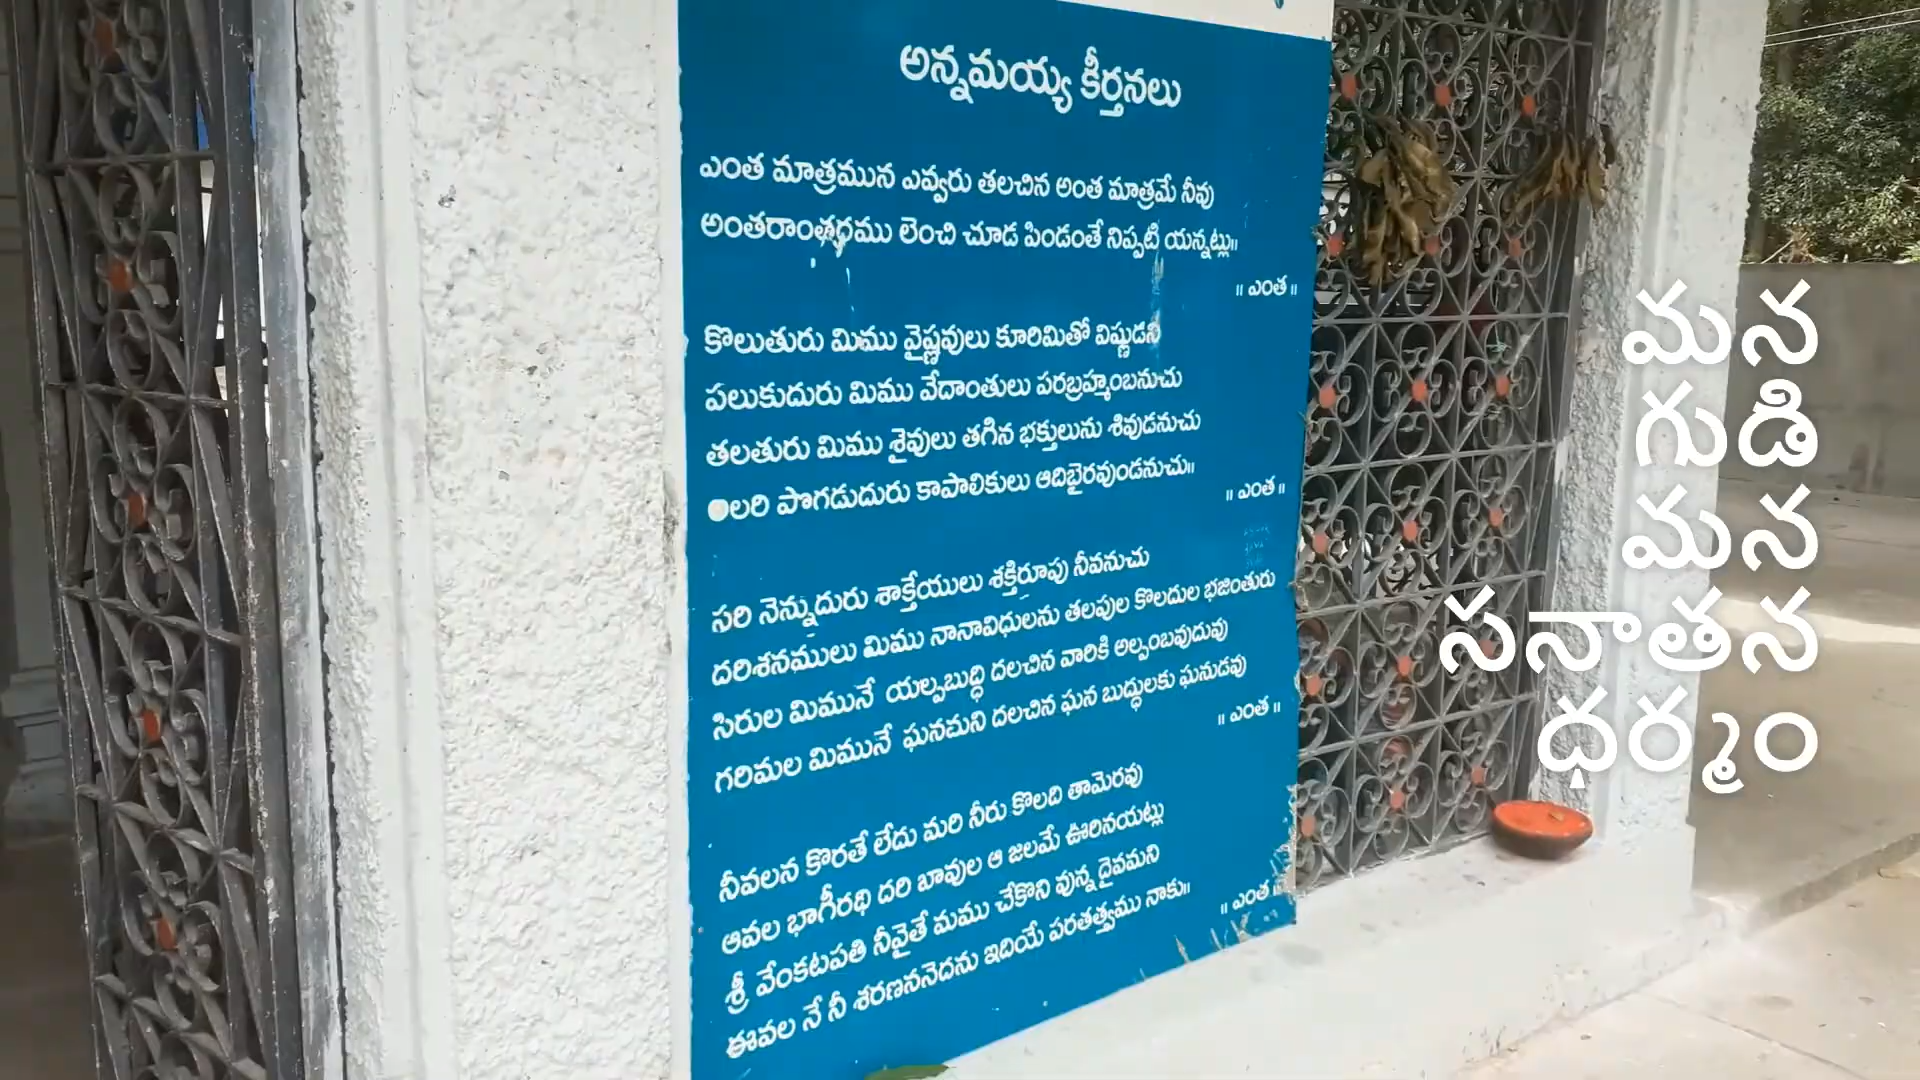 అన్నమయ్య కీర్తనలు
ఎంత మాత్రమున ఎవ్వరు తలచిన అంత మాత్రమే నీవు
అంతరాంతరము లెంచి చూడ పిండంతే నిప్పటి యన్నట్లు॥
॥ ఎంత ॥
కొలుతురు మిము వైష్ణవులు కూరిమితో విష్ణుడని
పలుకుదురు మిము వేదాంతులు పరబ్రహ్మంబనుచు
తలతురు మిము శైవులు తగిన భక్తులును శివుడనుచు
అలరి పొగడుదురు కాపాలికులు ఆదిభైరవుండనుచు॥
॥ ఎంత ॥
సరి నెన్నుదురు శాక్తేయులు శక్తిరూపు నీవనుచు
దరిశనములు మిము నానావిధులను తలపుల కొలదుల భజింతురు
సిరుల మిమునే యల్పబుద్ధి దలచిన వారికి అల్పంబవుదువు
గరిమల మిమునే ఘనమని దలచిన ఘన బుద్ధులకు ఘనుడవు
॥ ఎంత ॥
నీవలన కొరతే లేదు మరి నీరు కొలది తామెరవు
ఆవల భాగీరథి దరి బావుల ఆ జలమే ఊరినయట్లు
శ్రీ వేంకటపతి నీవైతే మము చేకొని వున్న దైవమని
ఈవల నే నీ శరణననెదను ఇదియే పరతత్వము నాకు॥
॥ ఎంత ॥
మన
గుడి
మన
సనాతన
ధర్మం